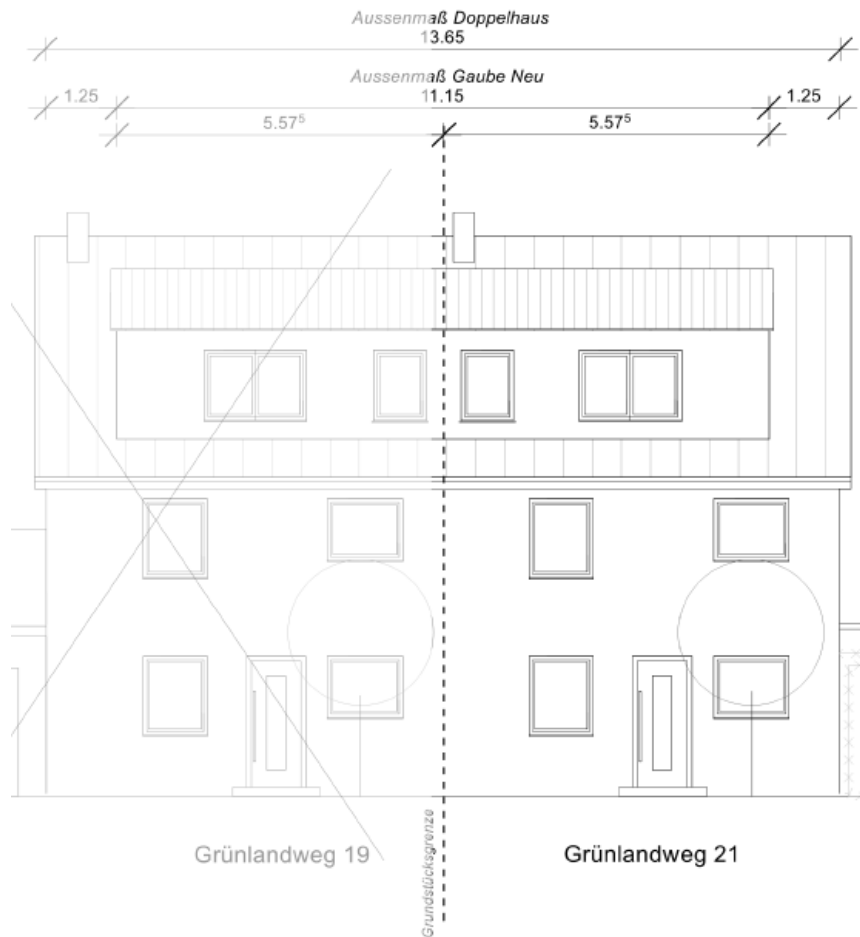 Aussenmaß Doppelhaus
13.65
Aussenmaß Gaube Neu
1.25 11.15 1.25
5.57⁵ 5.57⁵
Grundstücksgrenze
Grünlandweg 19 Grünlandweg 21